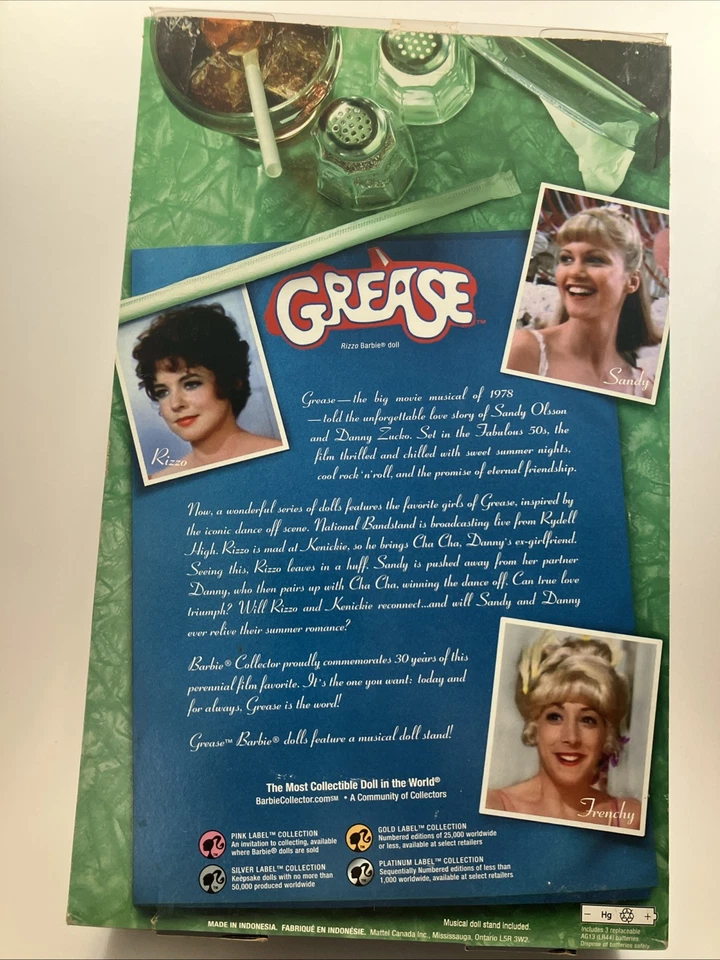 Sandy
GREASE™
Rizzo Barbie® doll
Rizzo
Grease — the big movie musical of 1978
— told the unforgettable love story of Sandy Olsson
and Danny Zucko. Set in the Fabulous 50s, the
film thrilled and chilled with sweet summer nights,
cool rock 'n' roll, and the promise of eternal friendship.
Now, a wonderful series of dolls features the favorite girls of Grease, inspired by
the iconic dance off scene. National Bandstand is broadcasting live from Rydell
High. Rizzo is mad at Kenickie, so he brings Cha Cha, Danny's ex-girlfriend.
Seeing this, Rizzo leaves in a huff. Sandy is pushed away from her partner
Danny, who then pairs up with Cha Cha, winning the dance off. Can true love
triumph? Will Rizzo and Kenickie reconnect...and will Sandy and Danny
ever relive their summer romance?
Barbie® Collector proudly commemorates 30 years of this
perennial film favorite. It's the one you want: today and
for always, Grease is the word!
Grease™ Barbie® dolls feature a musical doll stand!
Frenchy
The Most Collectible Doll in the World®
BarbieCollector.com℠ • A Community of Collectors
PINK LABEL™ COLLECTION
An invitation to collecting, available
where Barbie® dolls are sold
GOLD LABEL™ COLLECTION
Numbered editions of 25,000 worldwide
or less, available at select retailers
SILVER LABEL™ COLLECTION
Keepsake dolls with no more than
50,000 produced worldwide
PLATINUM LABEL™ COLLECTION
Sequentially Numbered editions of less than
1,000 worldwide, available at select retailers
Musical doll stand included.
MADE IN INDONESIA. FABRIQUÉ EN INDONÉSIE. Mattel Canada Inc., Mississauga, Ontario L5R 3W2.
− Hg +
Includes 3 replaceable
AG13 (LR44) batteries.
Dispose of batteries safely.